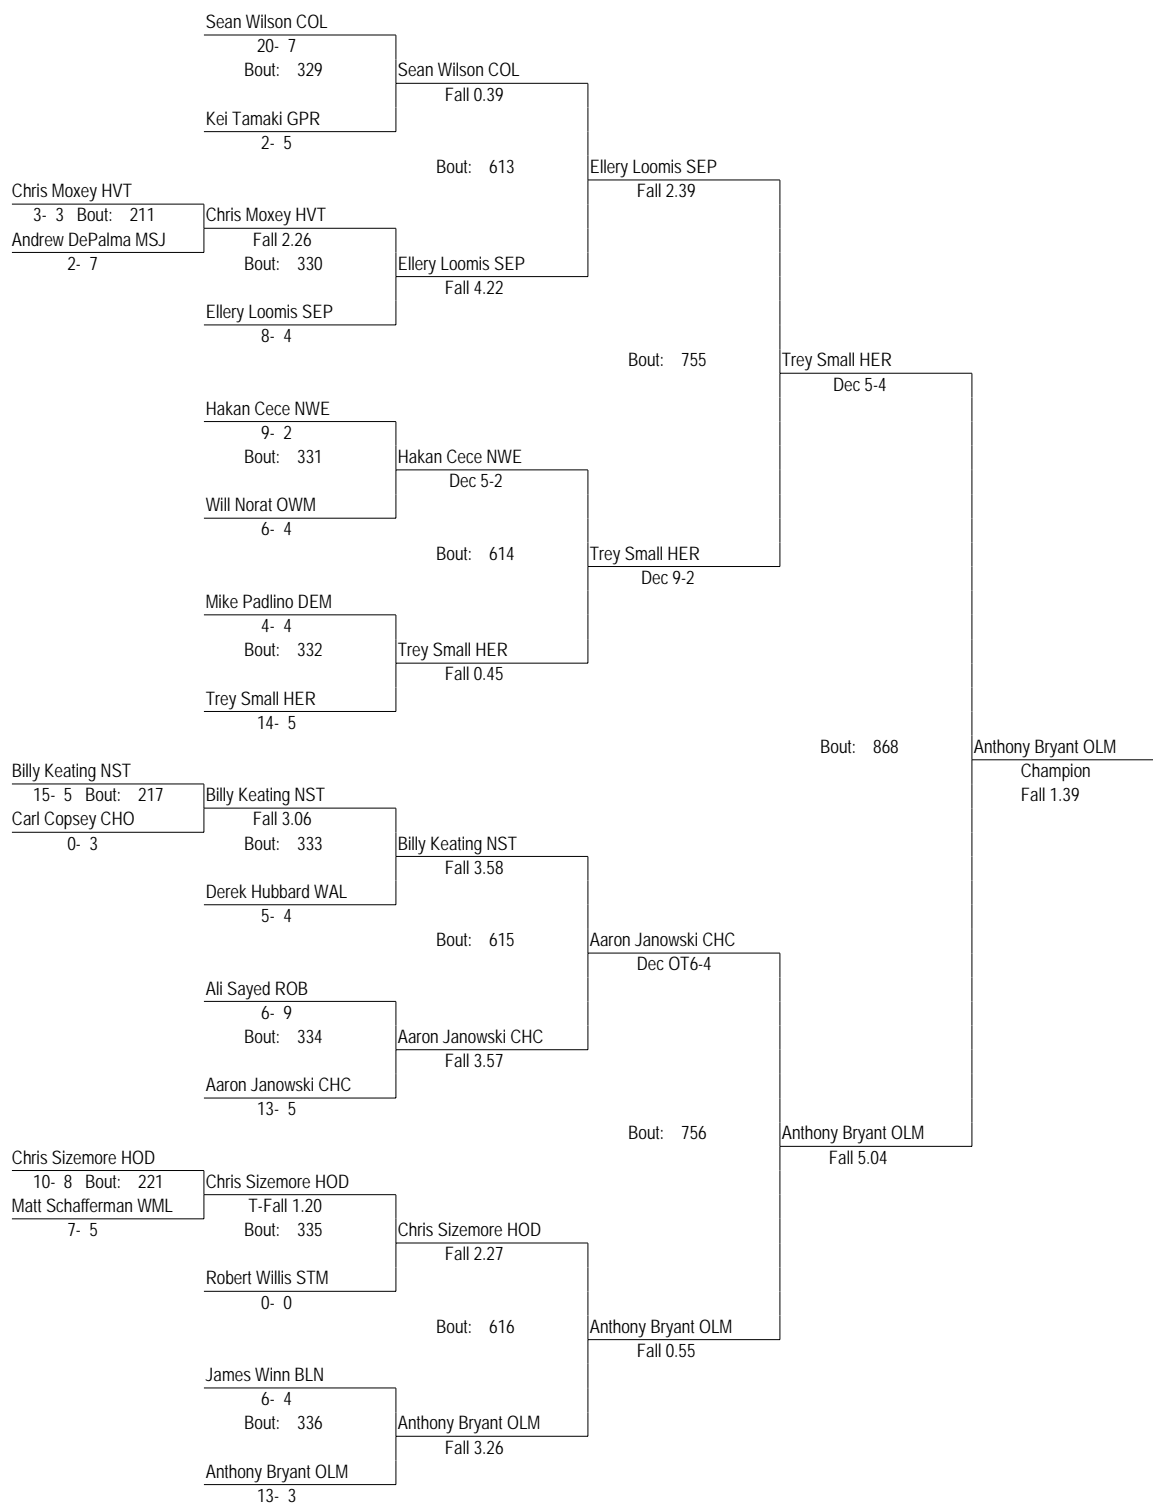 Sean Wilson COL
20- 7
Bout: 329
Sean Wilson COL
Fall 0.39
Kei Tamaki GPR
2- 5
Bout: 613
Ellery Loomis SEP
Fall 2.39
Chris Moxey HVT
3- 3 Bout: 211
Chris Moxey HVT
Andrew DePalma MSJ
Fall 2.26
2- 7
Bout: 330
Ellery Loomis SEP
Fall 4.22
Ellery Loomis SEP
8- 4
Bout: 755
Trey Small HER
Dec 5-4
Hakan Cece NWE
9- 2
Bout: 331
Hakan Cece NWE
Dec 5-2
Will Norat OWM
6- 4
Bout: 614
Trey Small HER
Dec 9-2
Mike Padlino DEM
4- 4
Bout: 332
Trey Small HER
Fall 0.45
Trey Small HER
14- 5
Bout: 868
Anthony Bryant OLM
Champion
Fall 1.39
Billy Keating NST
15- 5 Bout: 217
Billy Keating NST
Carl Copsey CHO
Fall 3.06
0- 3
Bout: 333
Billy Keating NST
Fall 3.58
Derek Hubbard WAL
5- 4
Bout: 615
Aaron Janowski CHC
Dec OT6-4
Ali Sayed ROB
6- 9
Bout: 334
Aaron Janowski CHC
Fall 3.57
Aaron Janowski CHC
13- 5
Bout: 756
Anthony Bryant OLM
Fall 5.04
Chris Sizemore HOD
10- 8 Bout: 221
Chris Sizemore HOD
Matt Schafferman WML
T-Fall 1.20
7- 5
Bout: 335
Chris Sizemore HOD
Fall 2.27
Robert Willis STM
0- 0
Bout: 616
Anthony Bryant OLM
Fall 0.55
James Winn BLN
6- 4
Bout: 336
Anthony Bryant OLM
Fall 3.26
Anthony Bryant OLM
13- 3